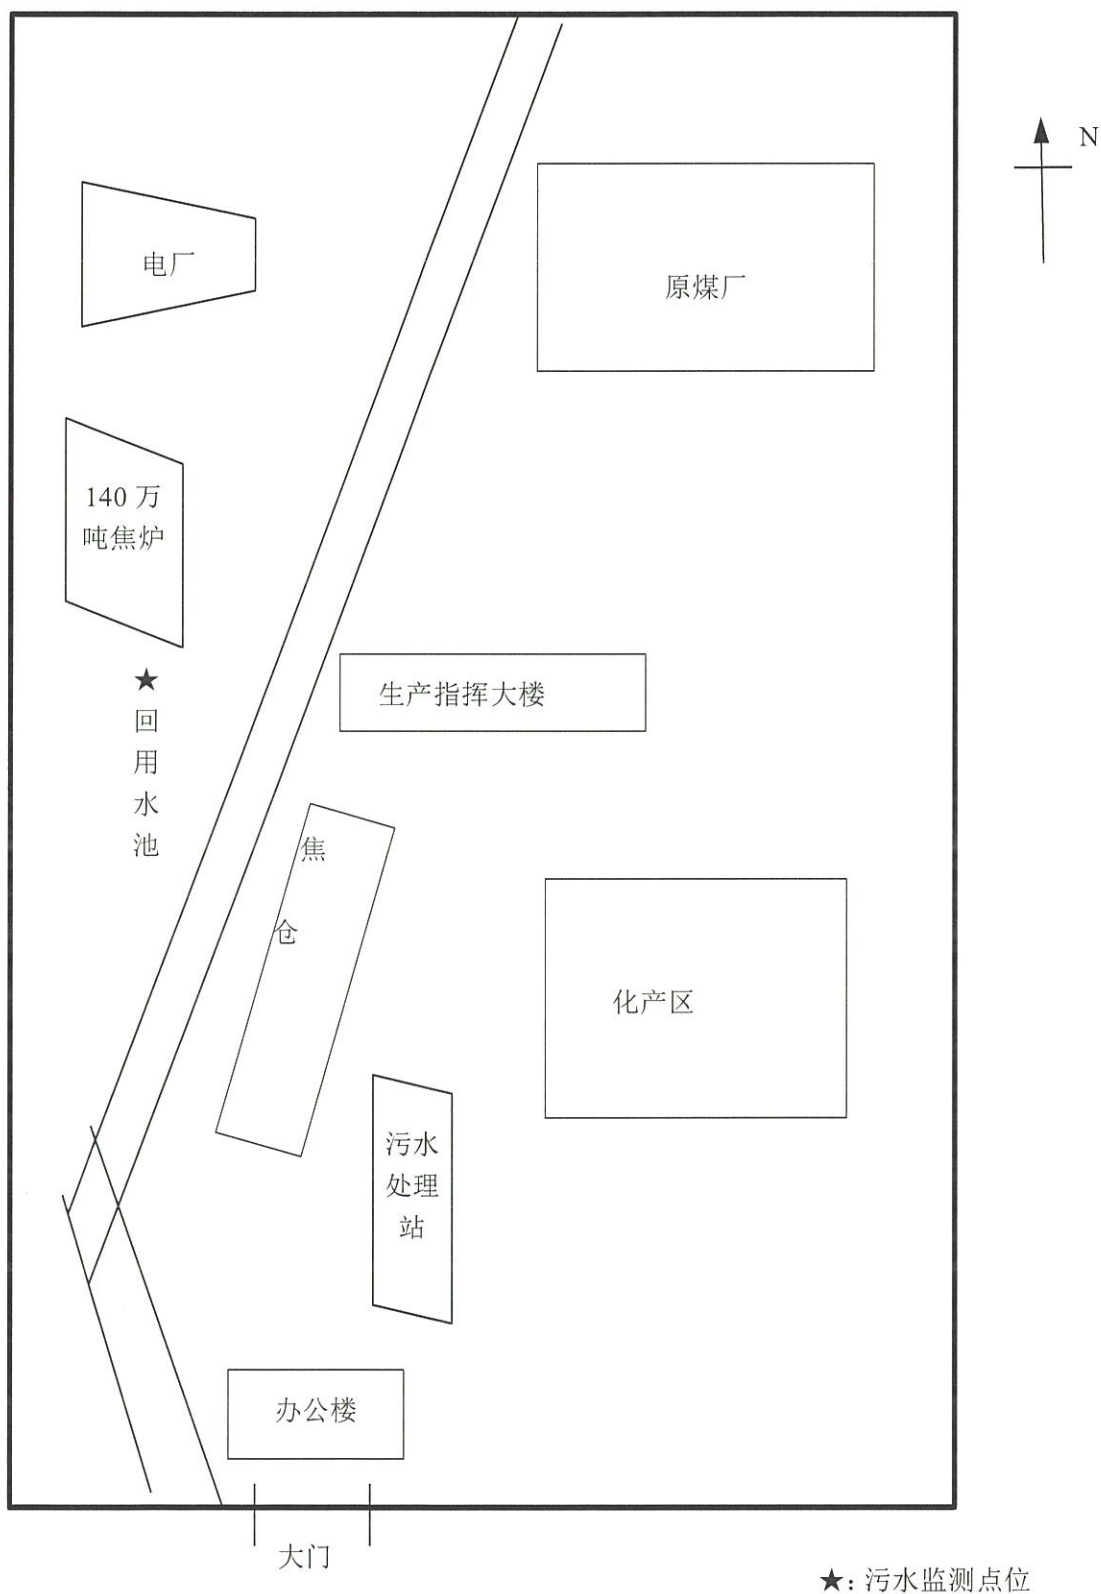 N
电厂
原煤厂
140 万
吨焦炉
生产指挥大楼
★
回
用
水
池
焦
仓
化产区
污水
处理
站
办公楼
大门
★: 污水监测点位